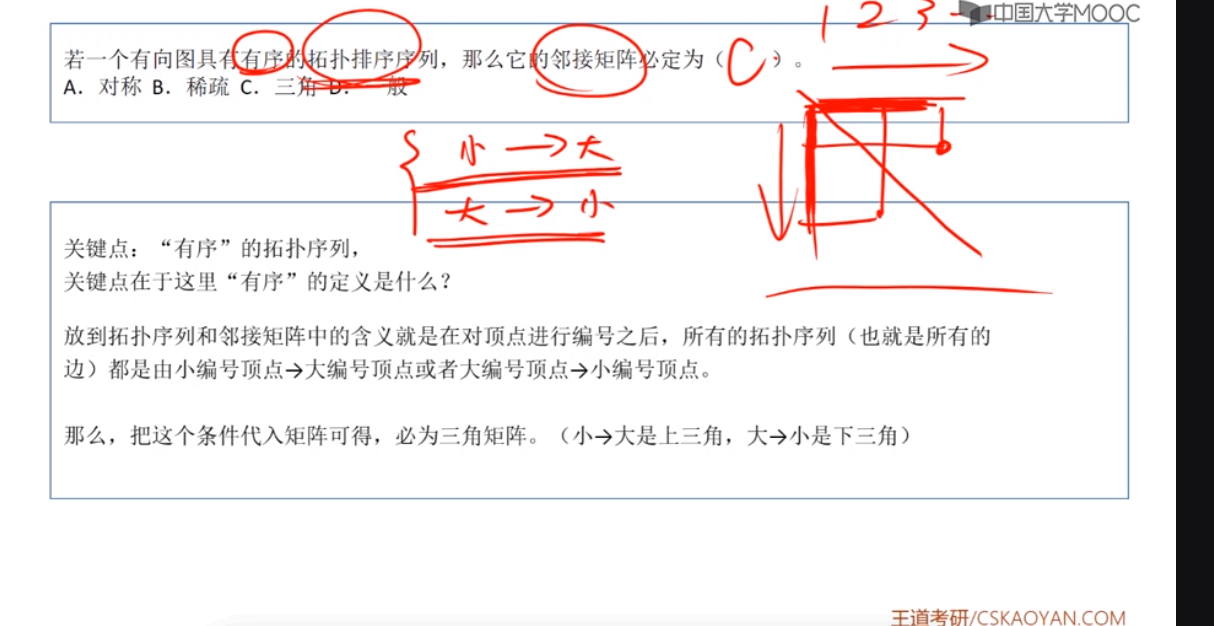 1 2 3
中国大学MOOC
若一个有向图具有有序的拓扑排序序列，那么它的邻接矩阵必定为（ C ）。
A. 对称 B. 稀疏 C. 三角 D. 一般
小→大
大→小
关键点：“有序”的拓扑序列，
关键点在于这里“有序”的定义是什么？
放到拓扑序列和邻接矩阵中的含义就是在对顶点进行编号之后，所有的拓扑序列（也就是所有的
边）都是由小编号顶点→大编号顶点或者大编号顶点→小编号顶点。
那么，把这个条件代入矩阵可得，必为三角矩阵。（小→大是上三角，大→小是下三角）
王道考研/CSKAOYAN.COM